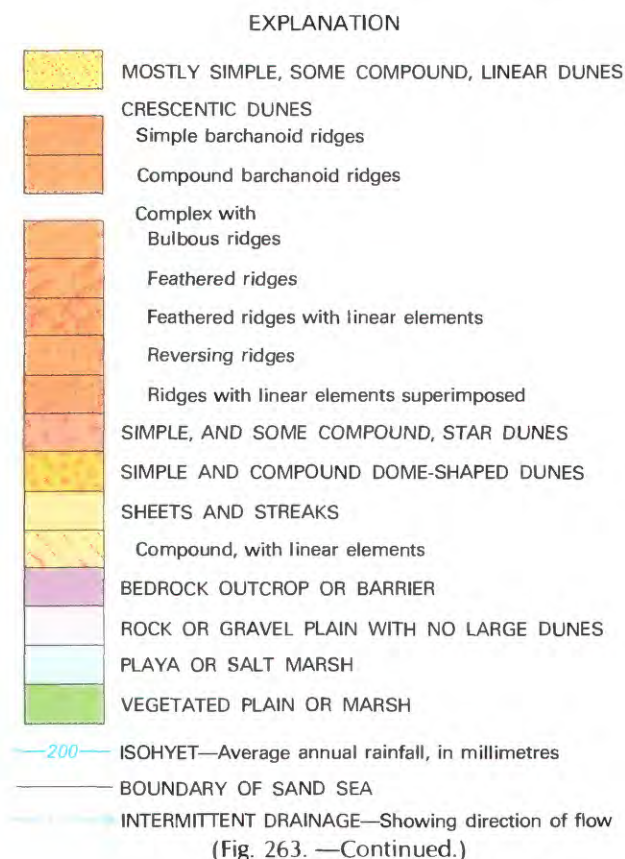 EXPLANATION
MOSTLY SIMPLE, SOME COMPOUND, LINEAR DUNES
CRESCENTIC DUNES
Simple barchanoid ridges
Compound barchanoid ridges
Complex with
Bulbous ridges
Feathered ridges
Feathered ridges with linear elements
Reversing ridges
Ridges with linear elements superimposed
SIMPLE, AND SOME COMPOUND, STAR DUNES
SIMPLE AND COMPOUND DOME-SHAPED DUNES
SHEETS AND STREAKS
Compound, with linear elements
BEDROCK OUTCROP OR BARRIER
ROCK OR GRAVEL PLAIN WITH NO LARGE DUNES
PLAYA OR SALT MARSH
VEGETATED PLAIN OR MARSH
200 ISOHYET—Average annual rainfall, in millimetres
BOUNDARY OF SAND SEA
INTERMITTENT DRAINAGE—Showing direction of flow
(Fig. 263. —Continued.)